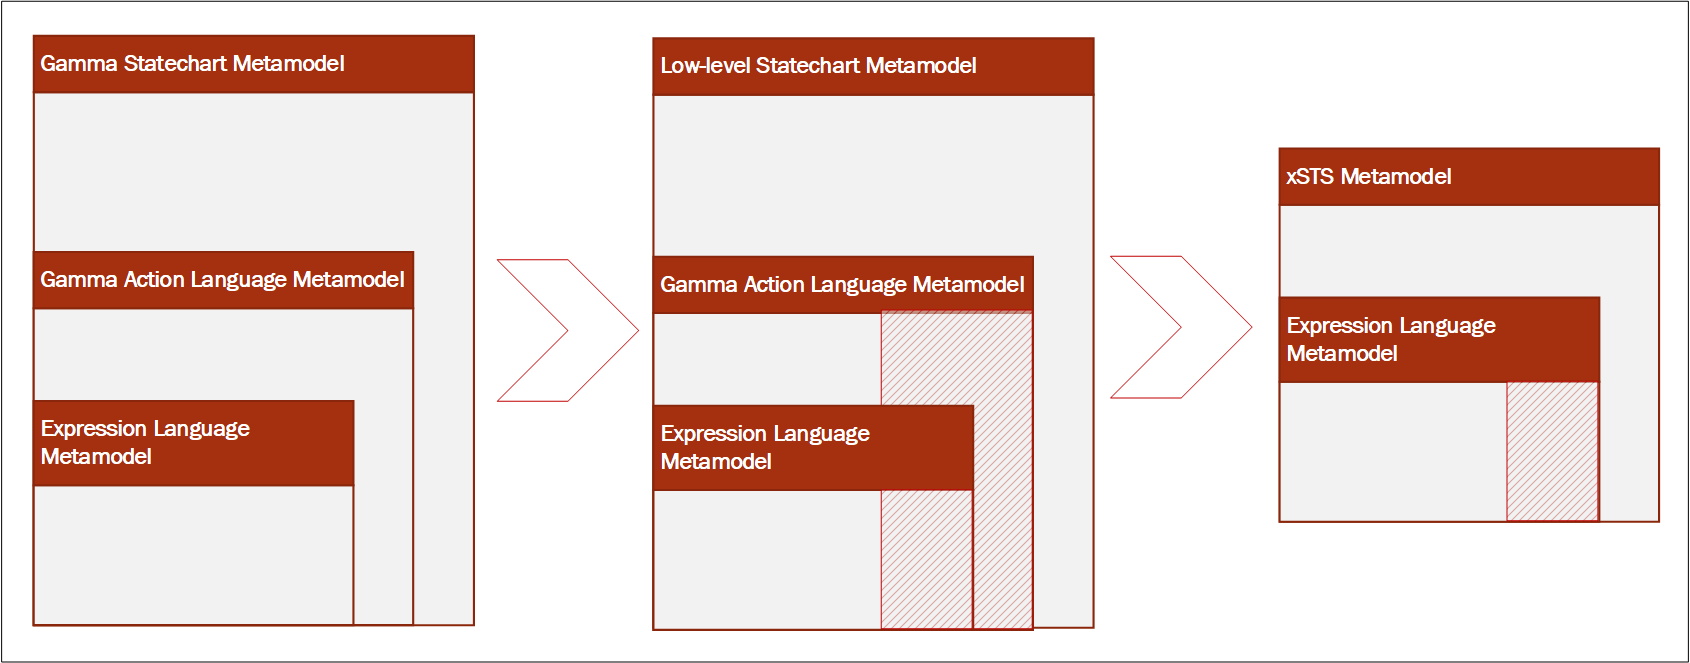 Gamma Statechart Metamodel
Gamma Action Language Metamodel
Expression Language
Metamodel
Low-level Statechart Metamodel
Gamma Action Language Metamodel
Expression Language
Metamodel
xSTS Metamodel
Expression Language
Metamodel